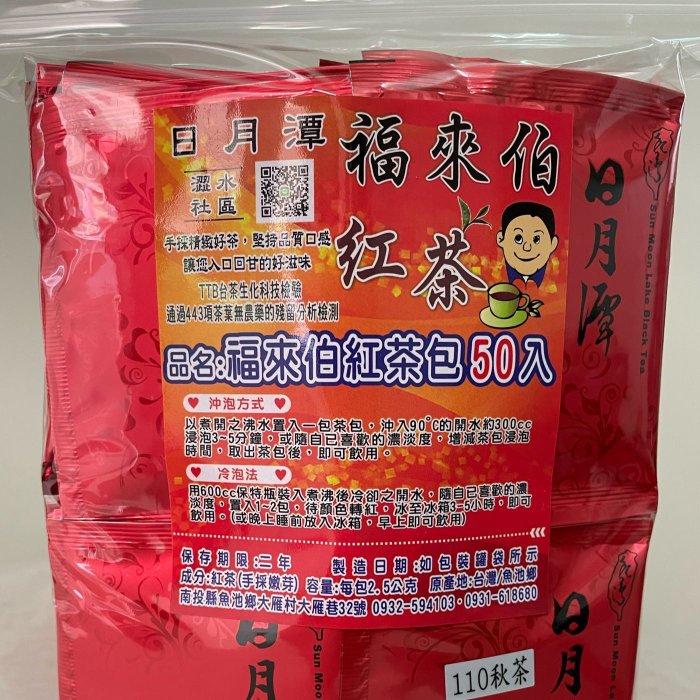 日月潭
福來伯
紅茶
澀水
社區
手採精緻好茶，堅持品質口感
讓您入口回甘的好滋味
TTB台茶生化科技檢驗
通過443項茶葉無農藥的殘留分析檢測
品名:福來伯紅茶包50入
沖泡方式
以煮開之沸水置入一包茶包，沖入90°C的開水約300cc
浸泡3~5分鐘，或隨自已喜歡的濃淡度，增減茶包浸泡
時間，取出茶包後，即可飲用。
冷泡法
用600cc保特瓶裝入煮沸後冷卻之開水，隨自已喜歡的濃
淡度，置入1~2包，待顏色轉紅，冰至冰箱3-5小時，即可
飲用。(或晚上睡前放入冰箱，早上即可飲用)
保存期限:三年 製造日期:如包裝罐袋所示
成分:紅茶(手採嫩芽) 容量:每包2.5公克 原產地:台灣/魚池鄉
南投縣魚池鄉大雁村大雁巷32號 0932-594103·0931-618680
日月潭
Sun Moon Lake Black Tea
日月
Sun Moon
日月
Sun Moon
110秋茶